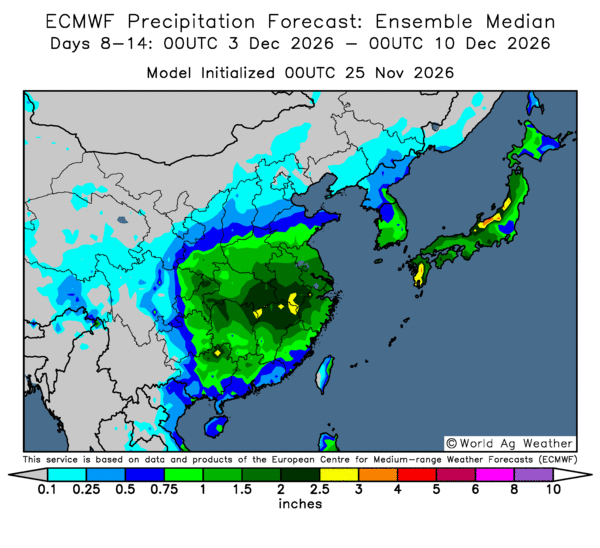 ECMWF Precipitation Forecast: Ensemble Median
Days 8–14: 00UTC 3 Dec 2026 – 00UTC 10 Dec 2026
Model Initialized 00UTC 25 Nov 2026
© World Ag Weather
This service is based on data and products of the European Centre for Medium-range Weather Forecasts (ECMWF)
0.1 0.25 0.5 0.75 1 1.5 2 2.5 3 4 5 6 8 10
inches